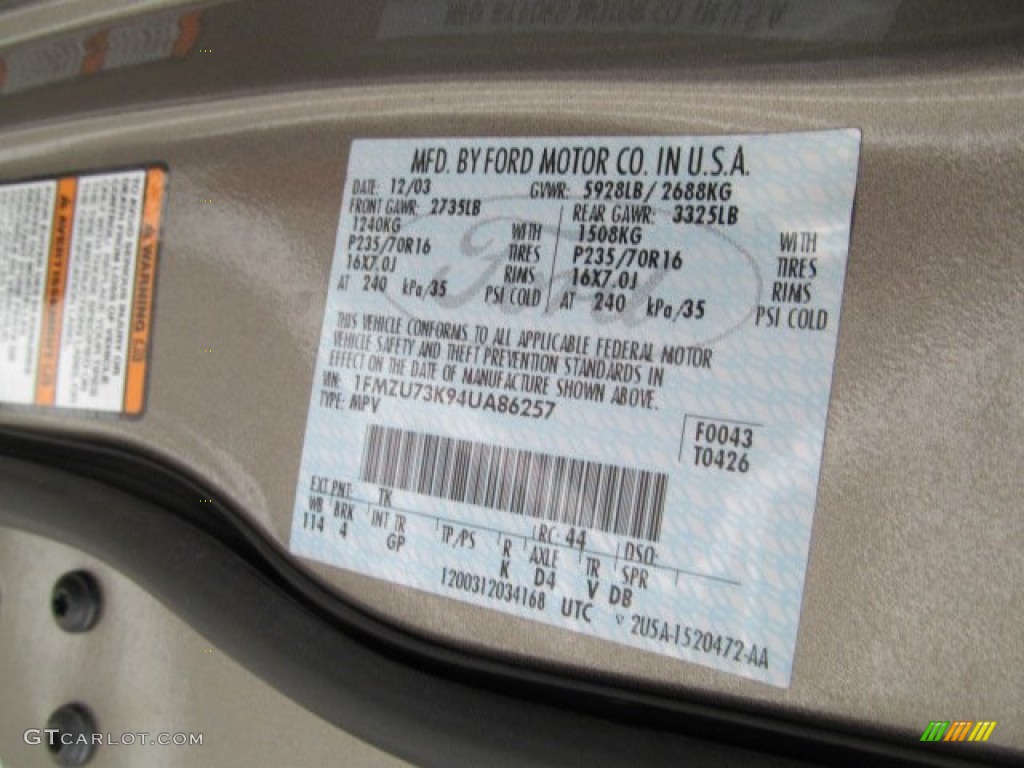 MFD. BY FORD MOTOR CO. IN U.S.A.
DATE: 12/03 GVWR: 5928LB/ 2688KG
FRONT GAWR: 2735LB REAR GAWR: 3325LB
1240KG WITH 1508KG WITH
P235/70R16 TIRES P235/70R16 TIRES
16X7.0J RIMS 16X7.0J RIMS
AT 240 kPa/35 PSI COLD AT 240 kPa/35 PSI COLD
Ford
THIS VEHICLE CONFORMS TO ALL APPLICABLE FEDERAL MOTOR
VEHICLE SAFETY AND THEFT PREVENTION STANDARDS IN
EFFECT ON THE DATE OF MANUFACTURE SHOWN ABOVE.
VIN: 1FMZU73K94UA86257
TYPE: MPV
F0043
T0426
EXT PNT: TK RC: 44 DSO:
WB BRK INT TR TP/PS R AXLE TR SPR
114 4 GP K D4 V DB
1200312034168 UTC
▽ 2U5A-1520472-AA
WARNING
GTCARLOT.COM